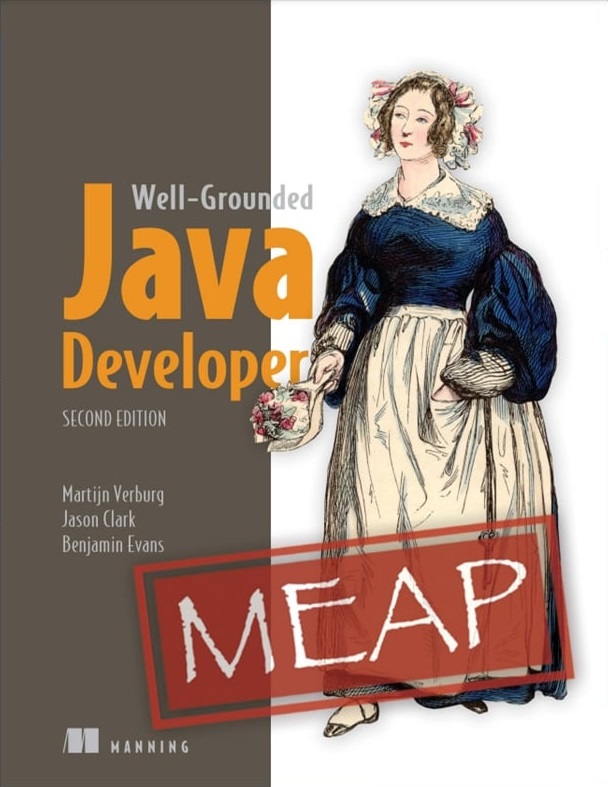 Well-Grounded
Java
Developer
SECOND EDITION
Martijn Verburg
Jason Clark
Benjamin Evans
MEAP
MANNING